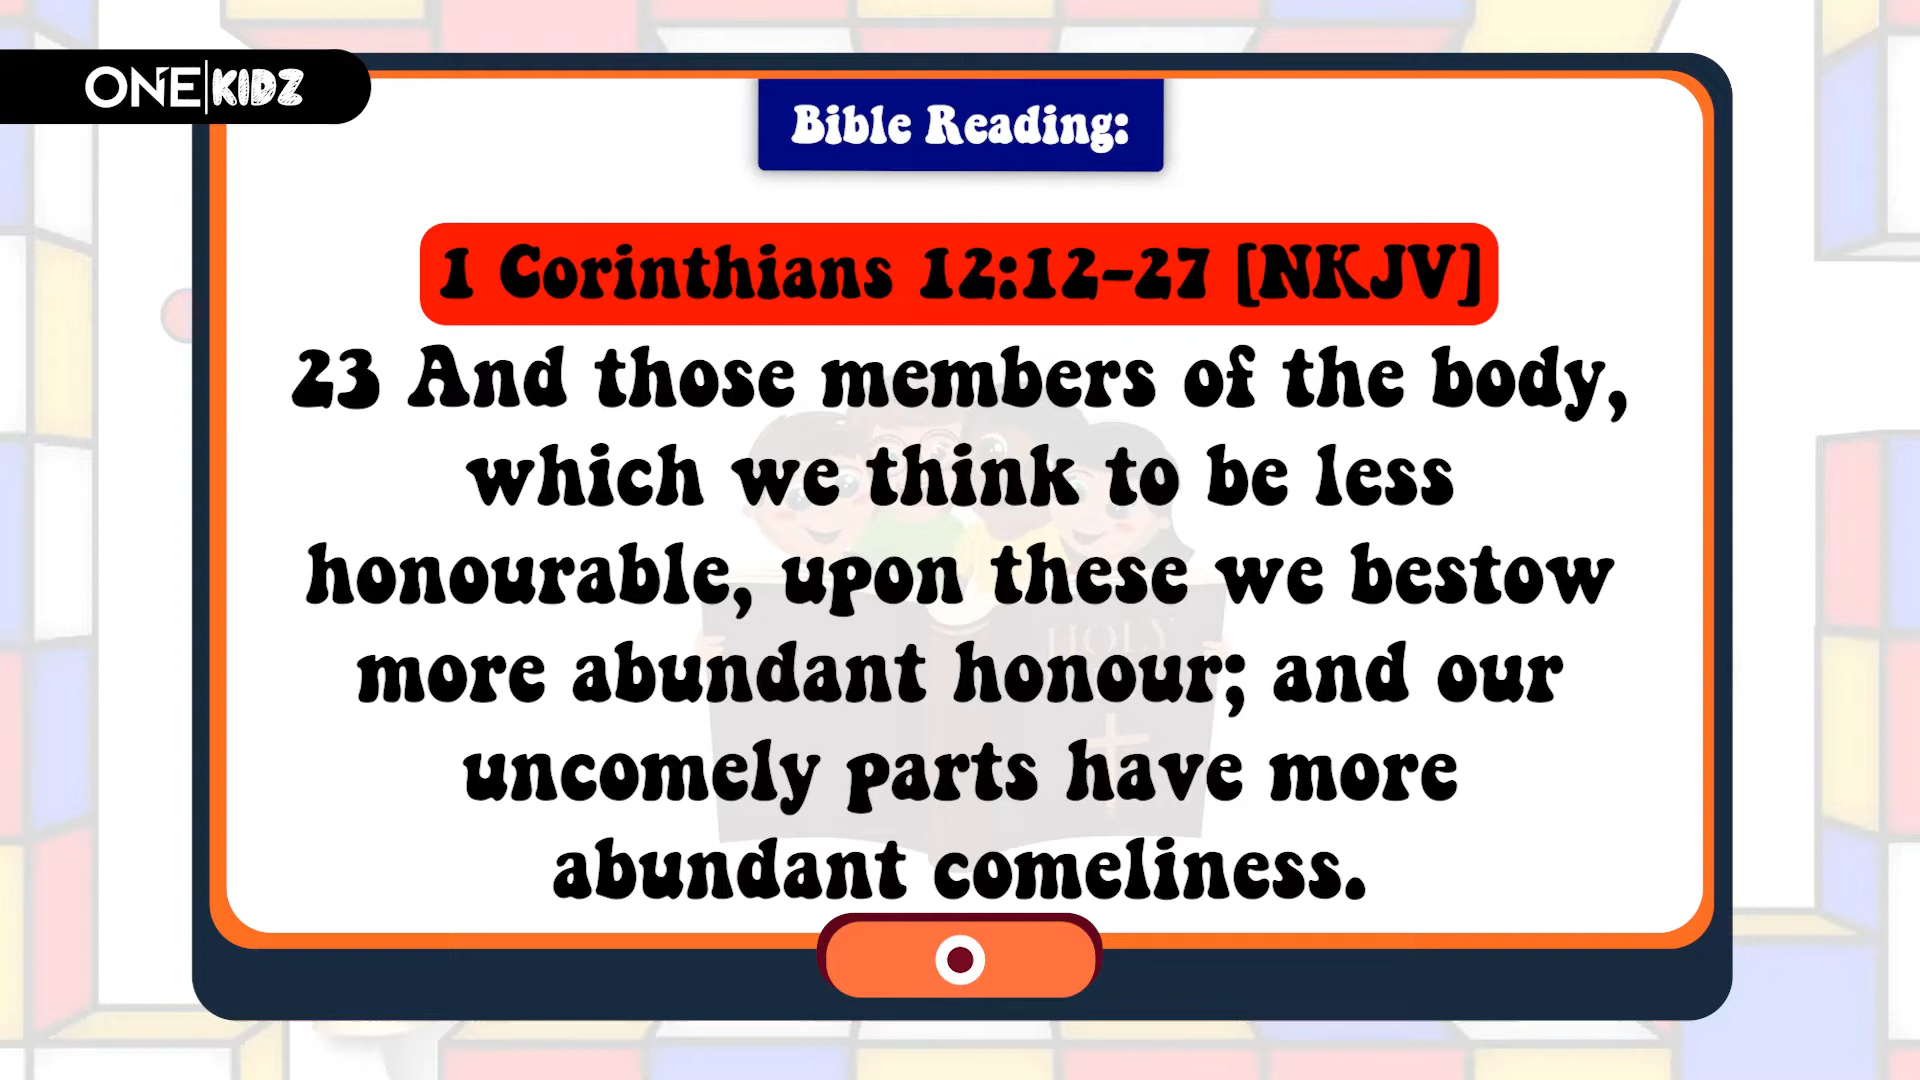 ONE|KIDZ
Bible Reading:
1 Corinthians 12:12-27 [NKJV]
23 And those members of the body,
which we think to be less
honourable, upon these we bestow
more abundant honour; and our
uncomely parts have more
abundant comeliness.
HOLY